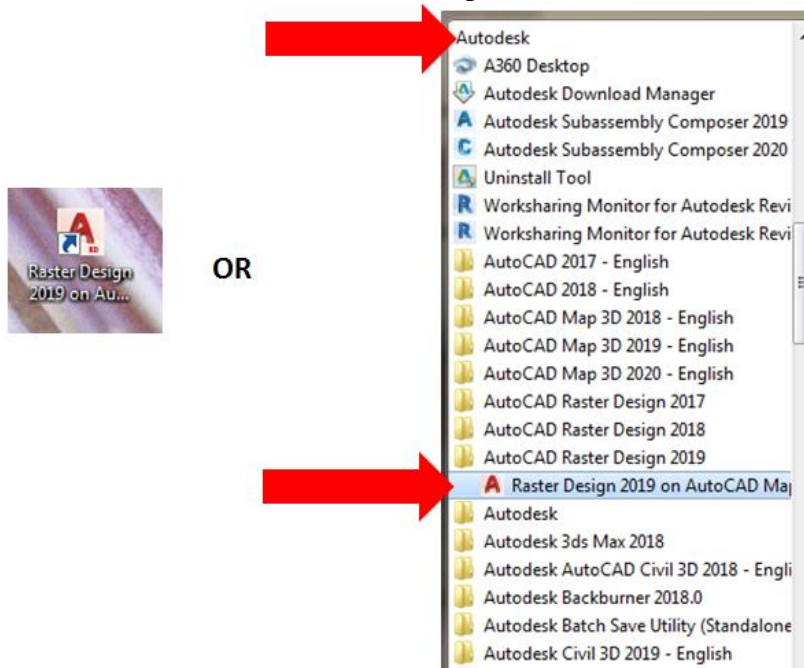 Raster Design
2019 on Au...
OR
Autodesk
A360 Desktop
Autodesk Download Manager
Autodesk Subassembly Composer 2019
Autodesk Subassembly Composer 2020
Uninstall Tool
Worksharing Monitor for Autodesk Revi
Worksharing Monitor for Autodesk Revi
AutoCAD 2017 - English
AutoCAD 2018 - English
AutoCAD Map 3D 2018 - English
AutoCAD Map 3D 2019 - English
AutoCAD Map 3D 2020 - English
AutoCAD Raster Design 2017
AutoCAD Raster Design 2018
AutoCAD Raster Design 2019
Raster Design 2019 on AutoCAD Map
Autodesk
Autodesk 3ds Max 2018
Autodesk AutoCAD Civil 3D 2018 - Engli
Autodesk Backburner 2018.0
Autodesk Batch Save Utility (Standalone
Autodesk Civil 3D 2019 - English